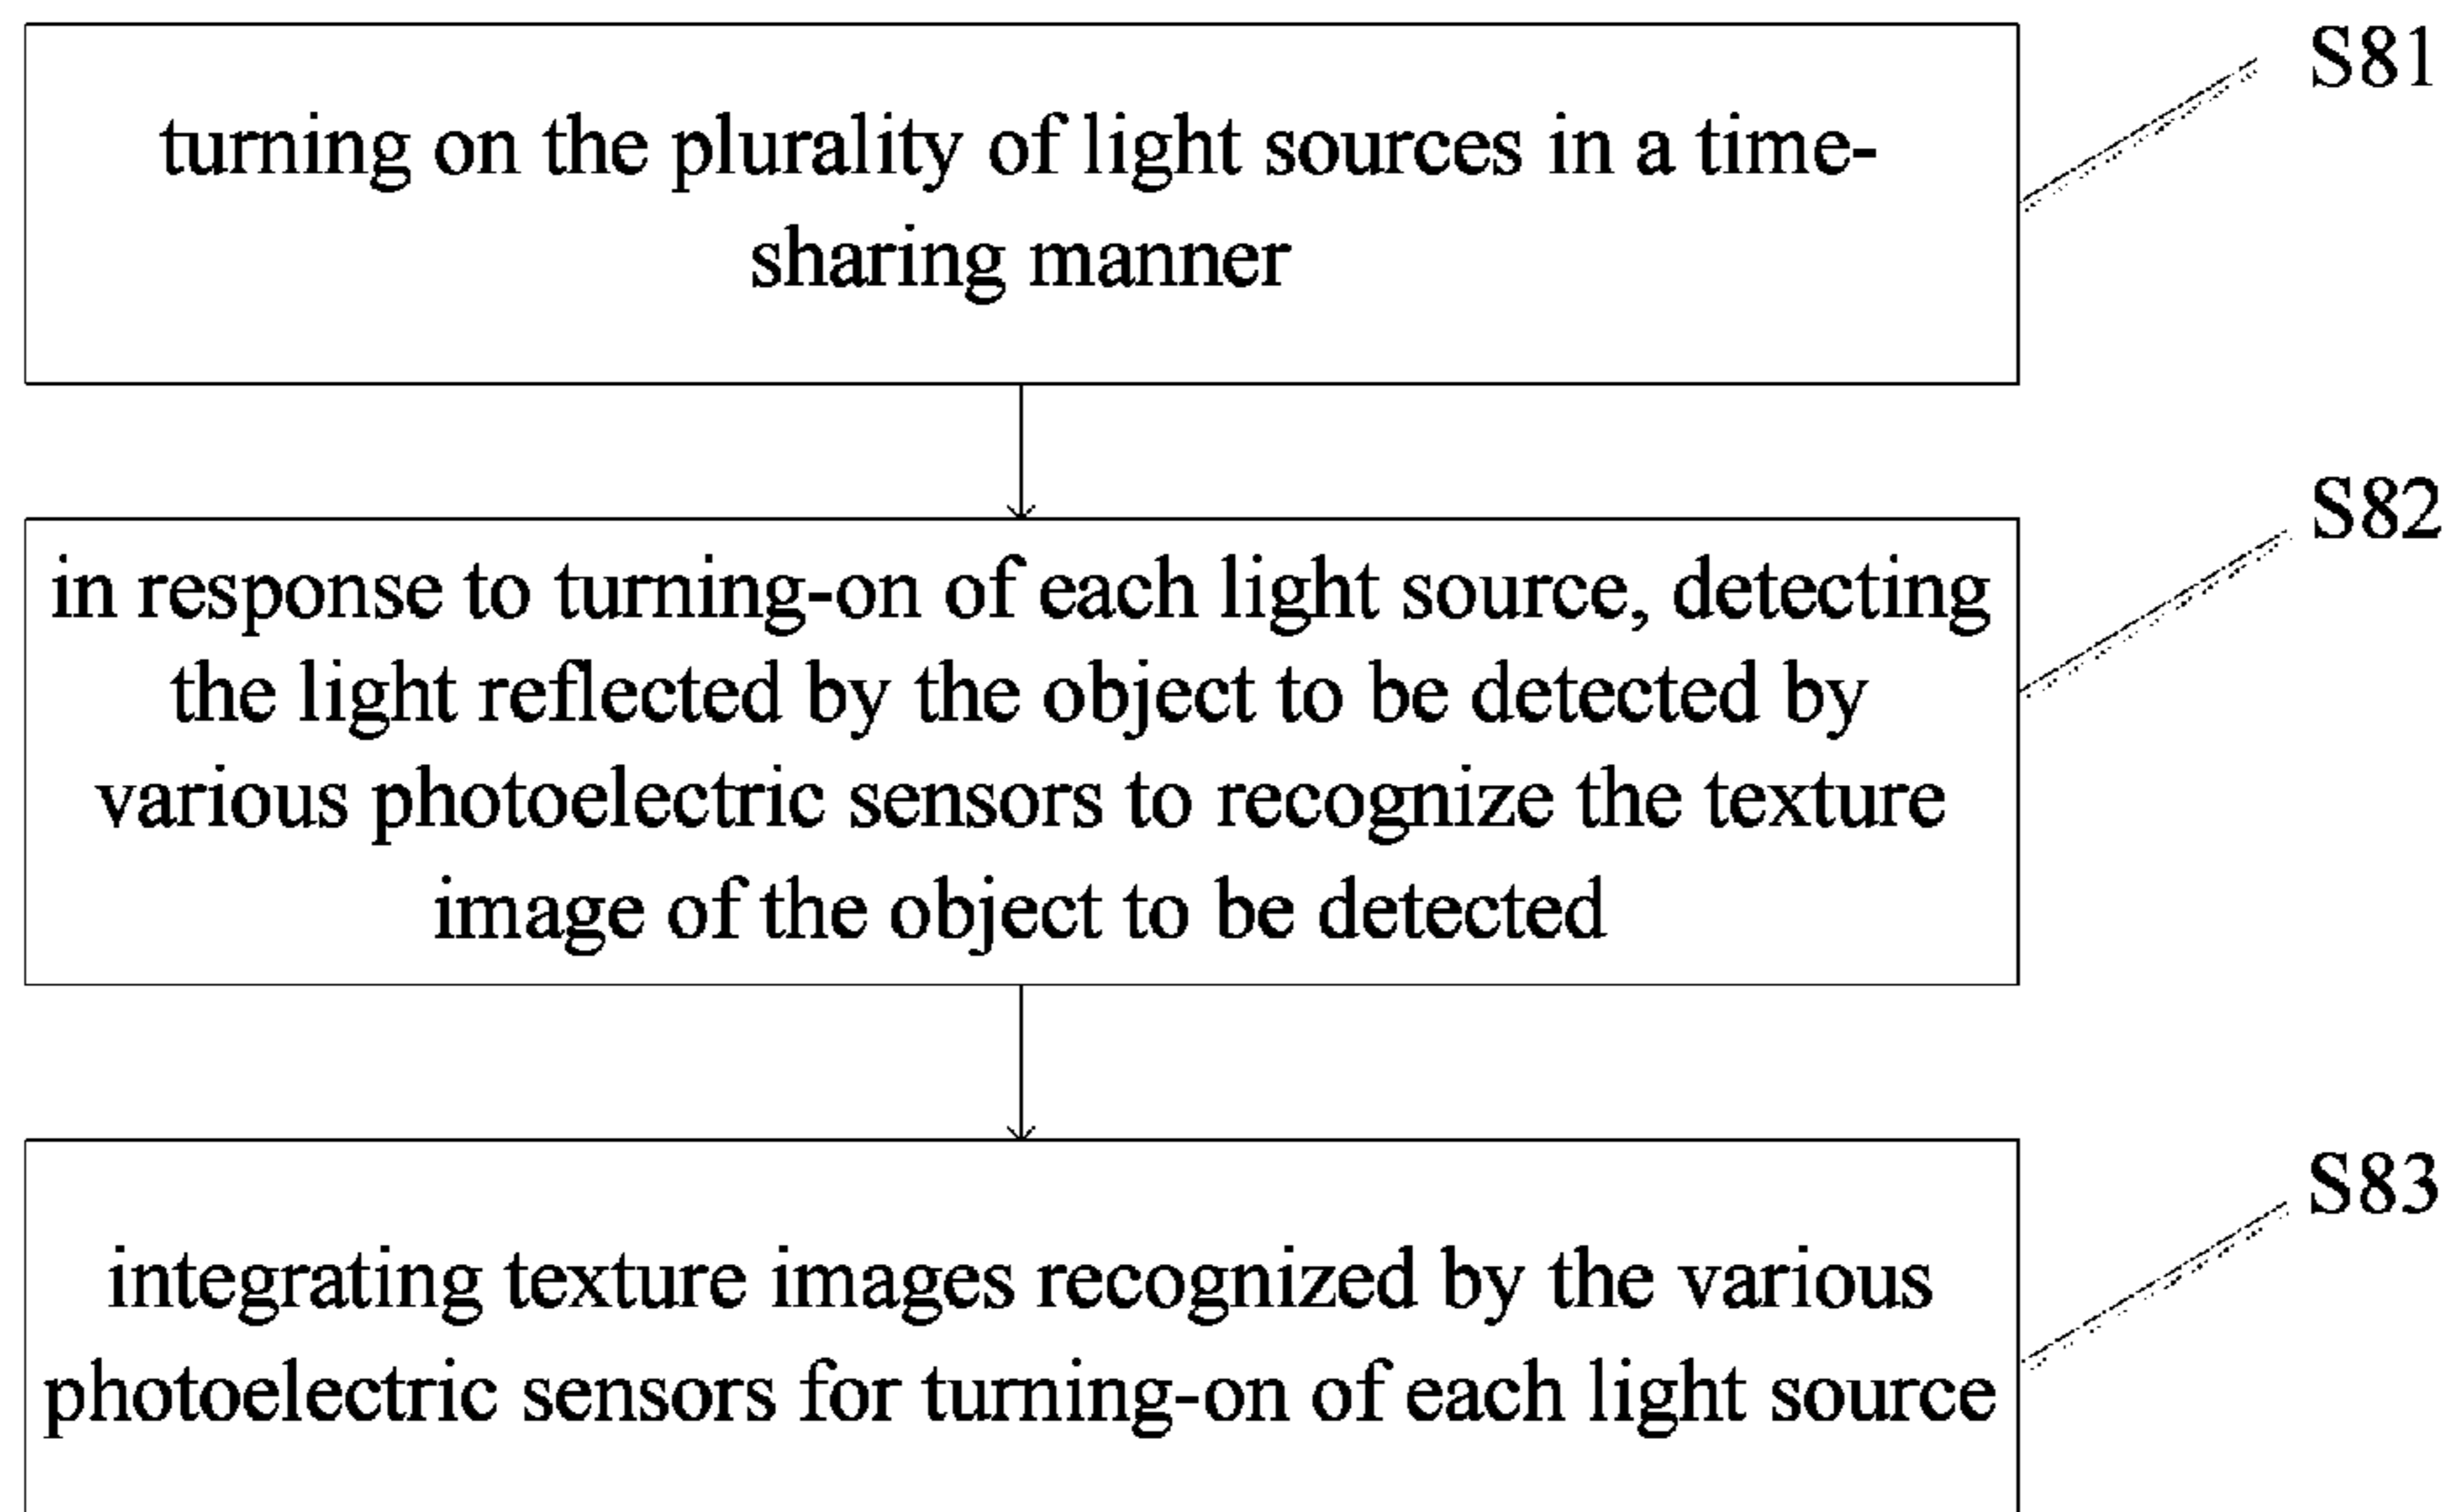 S81
turning on the plurality of light sources in a time-
sharing manner
S82
in response to turning-on of each light source, detecting
the light reflected by the object to be detected by
various photoelectric sensors to recognize the texture
image of the object to be detected
S83
integrating texture images recognized by the various
photoelectric sensors for turning-on of each light source